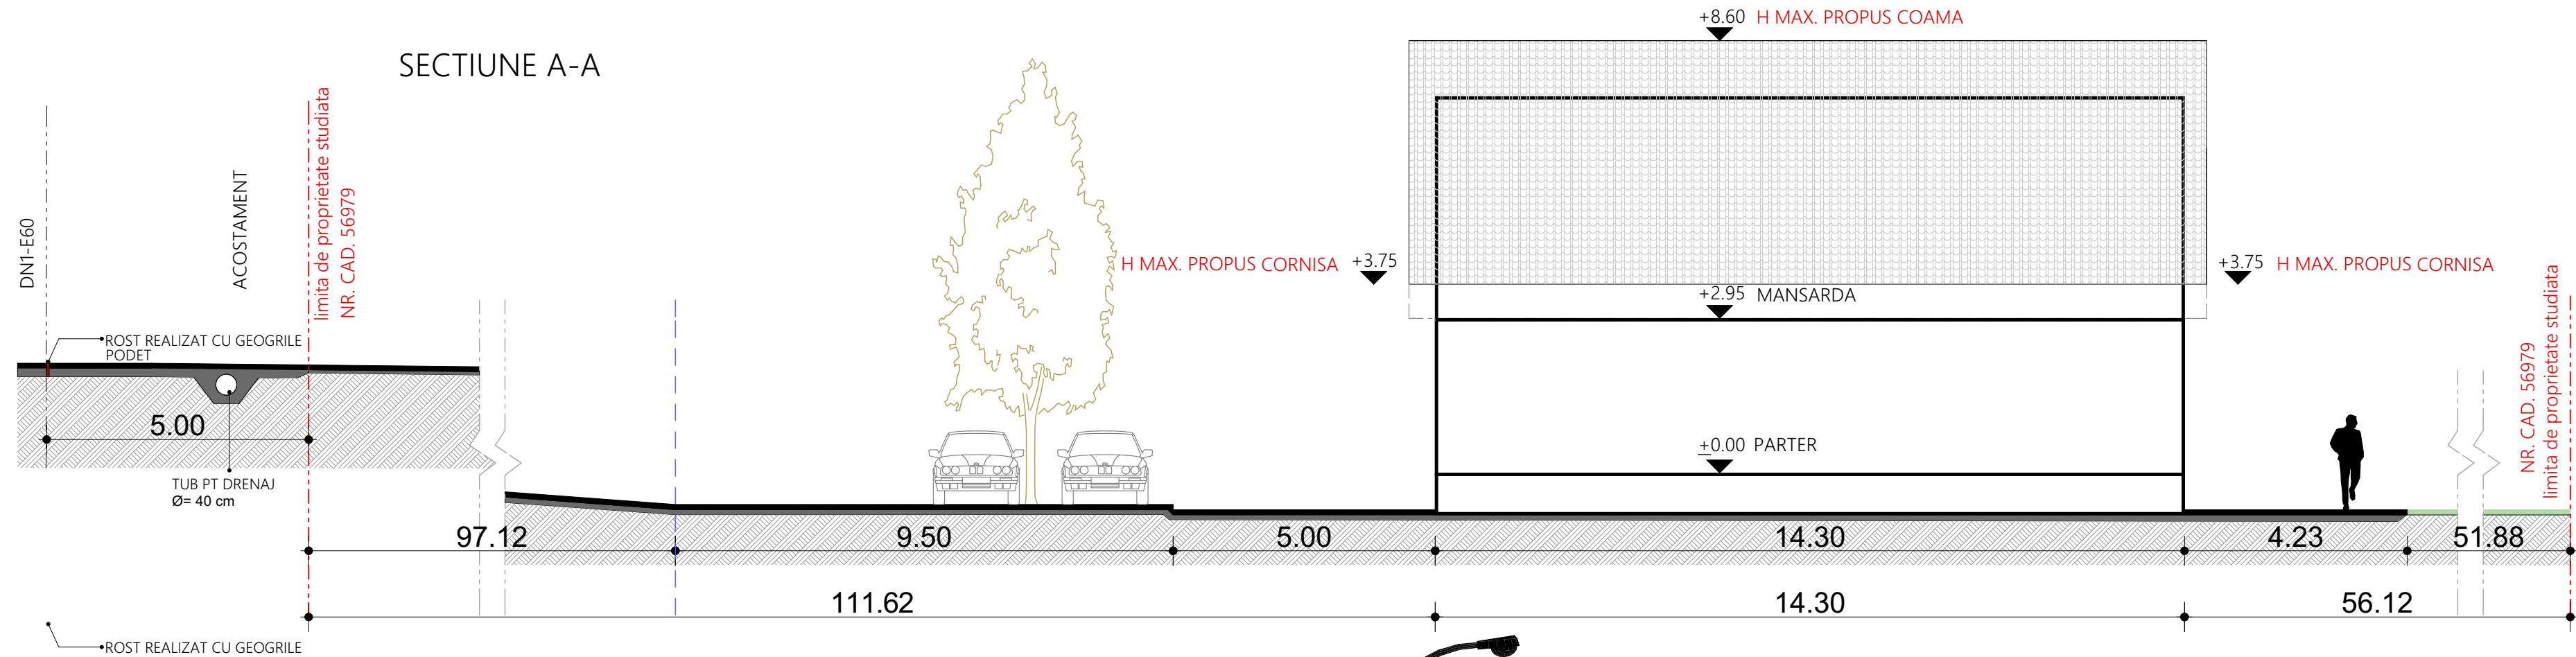 +8.60 H MAX. PROPUS COAMA
SECTIUNE A-A
DN1-E60
ACOSTAMENT
limita de proprietate studiata
NR. CAD. 56979
H MAX. PROPUS CORNISA +3.75
+3.75 H MAX. PROPUS CORNISA
+2.95 MANSARDA
ROST REALIZAT CU GEOGRILE
PODET
NR. CAD. 56979
limita de proprietate studiata
5.00
±0.00 PARTER
TUB PT DRENAJ
Ø= 40 cm
97.12 9.50 5.00 14.30 4.23 51.88
111.62 14.30 56.12
ROST REALIZAT CU GEOGRILE